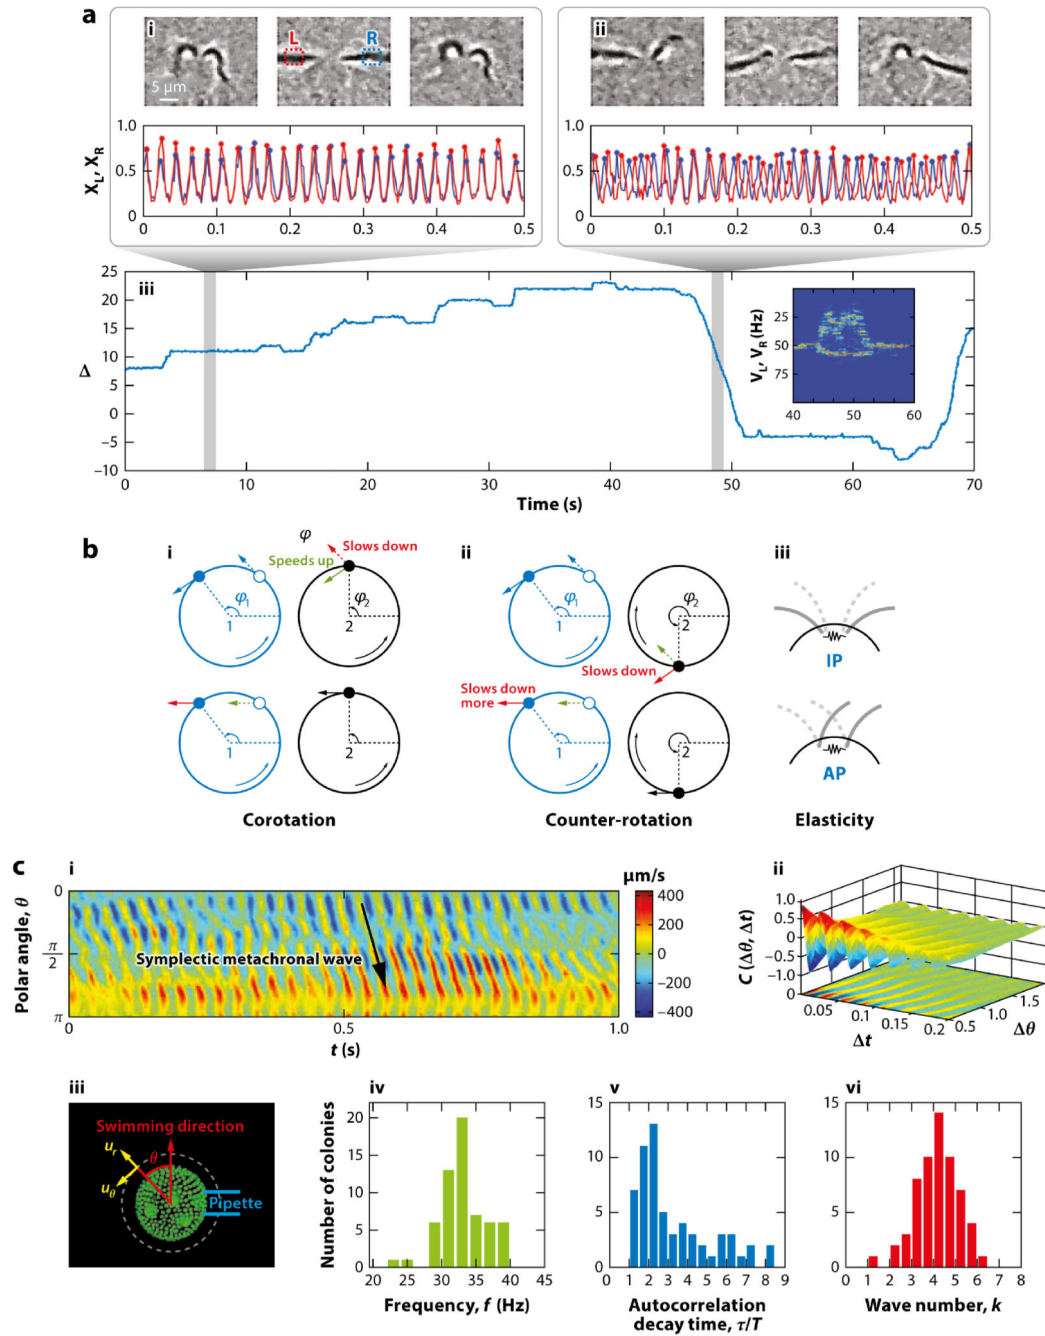 a
i
L
R
5 μm
ii
X_L, X_R
1.0
0.5
0
0 0.1 0.2 0.3 0.4 0.5
1.0
0.5
0
0 0.1 0.2 0.3 0.4 0.5
iii
Δ
25
20
15
10
5
0
−5
−10
0 10 20 30 40 50 60 70
Time (s)
V_L, V_R (Hz)
25
50
75
40 50 60
b
i
φ
Slows down
Speeds up
φ_1
φ_2
1
2
1
2
Corotation
ii
φ_1
φ_2
1
2
Slows down
Slows down
more
1
2
Counter-rotation
iii
IP
AP
Elasticity
c
i
Polar angle, θ
0
π/2
π
Symplectic metachronal wave
0 0.5 1.0
t (s)
μm/s
400
200
0
−200
−400
ii
C (Δθ, Δt)
1.0
0.5
0
−0.5
−1.0
0
0.05 0.1 0.15 0.2
Δt
0.5 1.0 1.5
Δθ
iii
Swimming direction
u_r
θ
u_θ
Pipette
iv
Number of colonies
20
15
10
5
0
20 25 30 35 40 45
Frequency, f (Hz)
v
15
10
5
0
0 1 2 3 4 5 6 7 8 9
Autocorrelation
decay time, τ/T
vi
15
10
5
0
0 1 2 3 4 5 6 7 8
Wave number, k